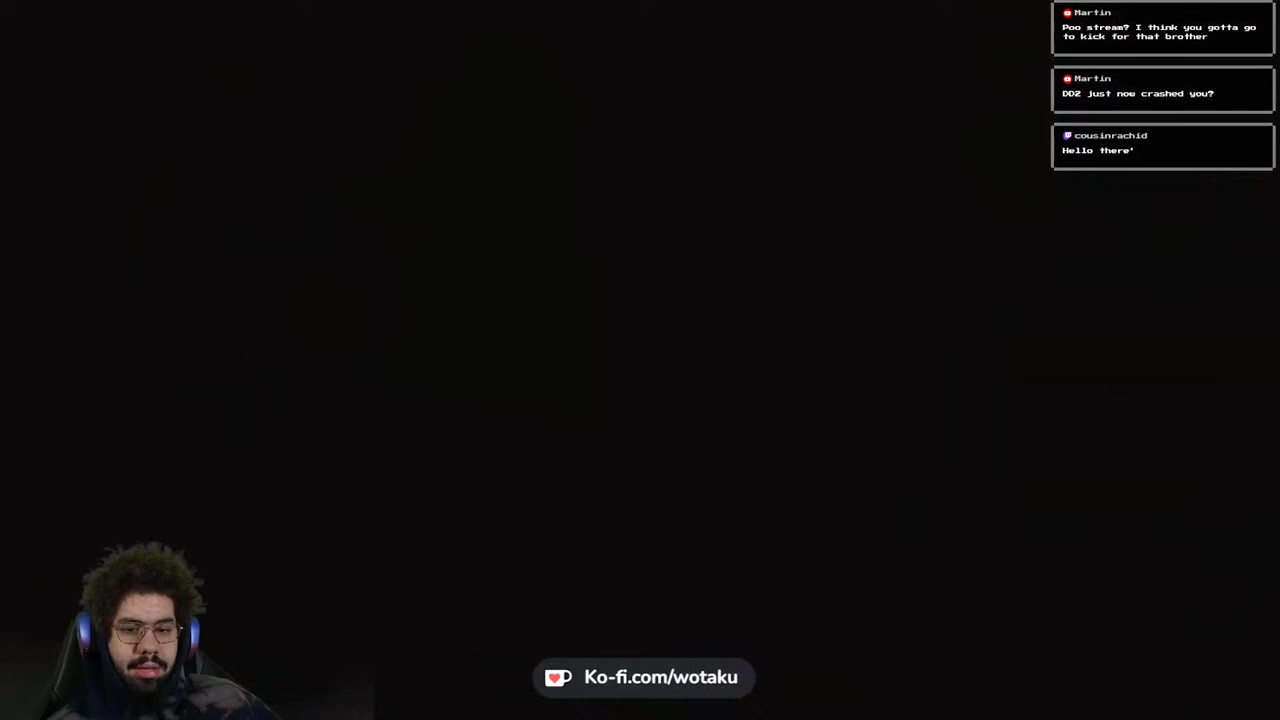 Martin
Poo stream? I think you gotta go
to kick for that brother
Martin
DD2 just now crashed you?
cousinrachid
Hello there'
Ko-fi.com/wotaku